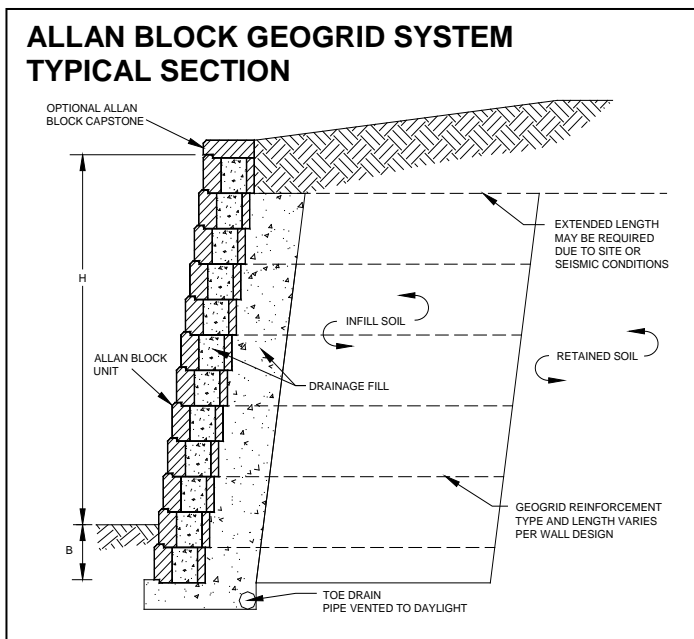 ALLAN BLOCK GEOGRID SYSTEM
TYPICAL SECTION
OPTIONAL ALLAN
BLOCK CAPSTONE
EXTENDED LENGTH
MAY BE REQUIRED
DUE TO SITE OR
SEISMIC CONDITIONS
H
INFILL SOIL
RETAINED SOIL
ALLAN BLOCK
UNIT
DRAINAGE FILL
GEOGRID REINFORCEMENT
TYPE AND LENGTH VARIES
PER WALL DESIGN
B
TOE DRAIN
PIPE VENTED TO DAYLIGHT